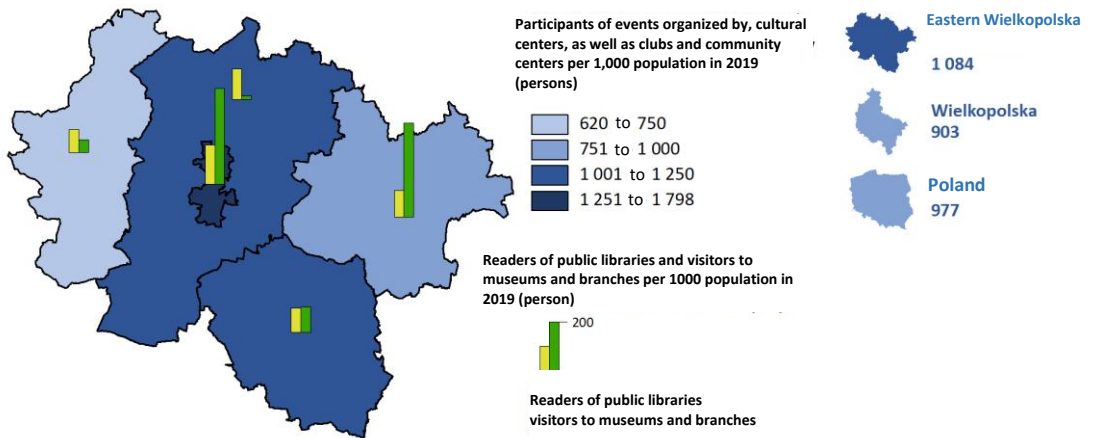 Participants of events organized by, cultural
centers, as well as clubs and community
centers per 1,000 population in 2019
(persons)
620 to 750
751 to 1 000
1 001 to 1 250
1 251 to 1 798
Eastern Wielkopolska
1 084
Wielkopolska
903
Poland
977
Readers of public libraries and visitors to
museums and branches per 1000 population in
2019 (person)
200
Readers of public libraries
visitors to museums and branches